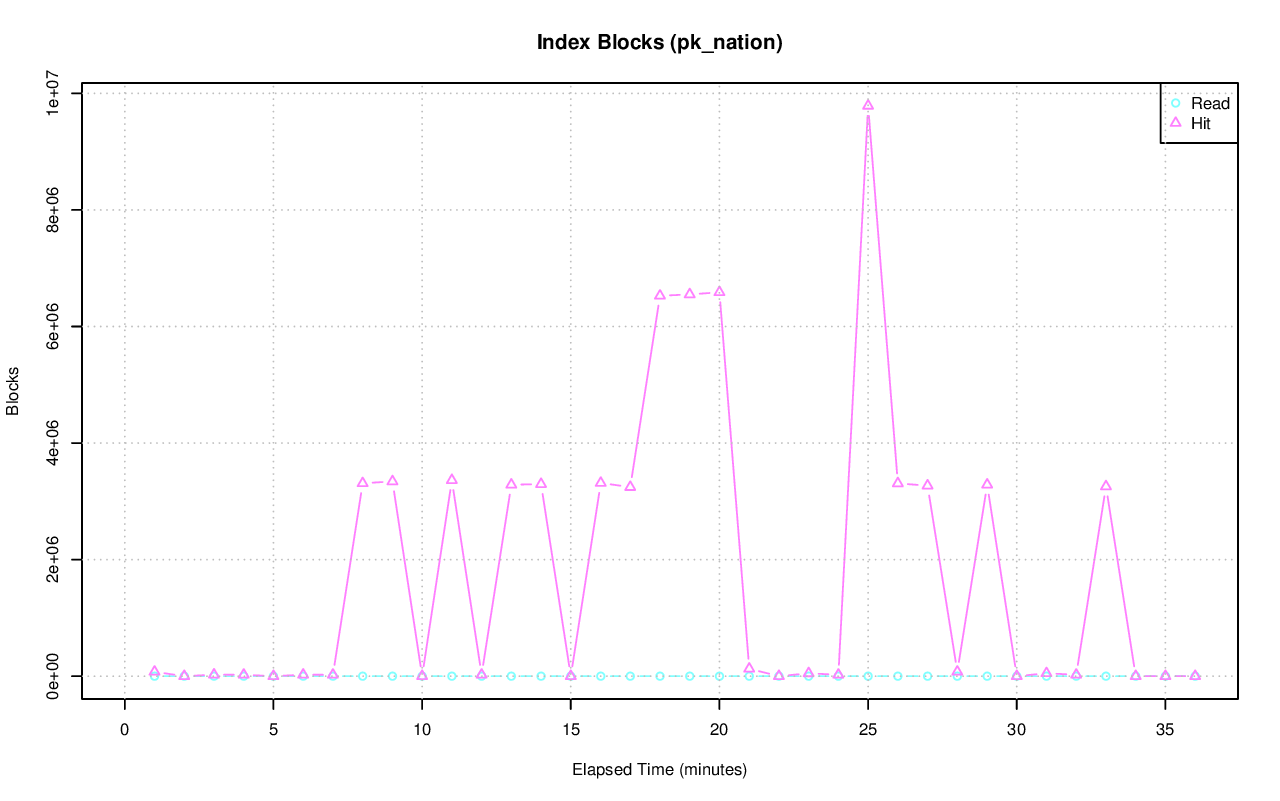 Index Blocks (pk_nation)
Read
Hit
Blocks
1e+07
8e+06
6e+06
4e+06
2e+06
0e+00
0 5 10 15 20 25 30 35
Elapsed Time (minutes)